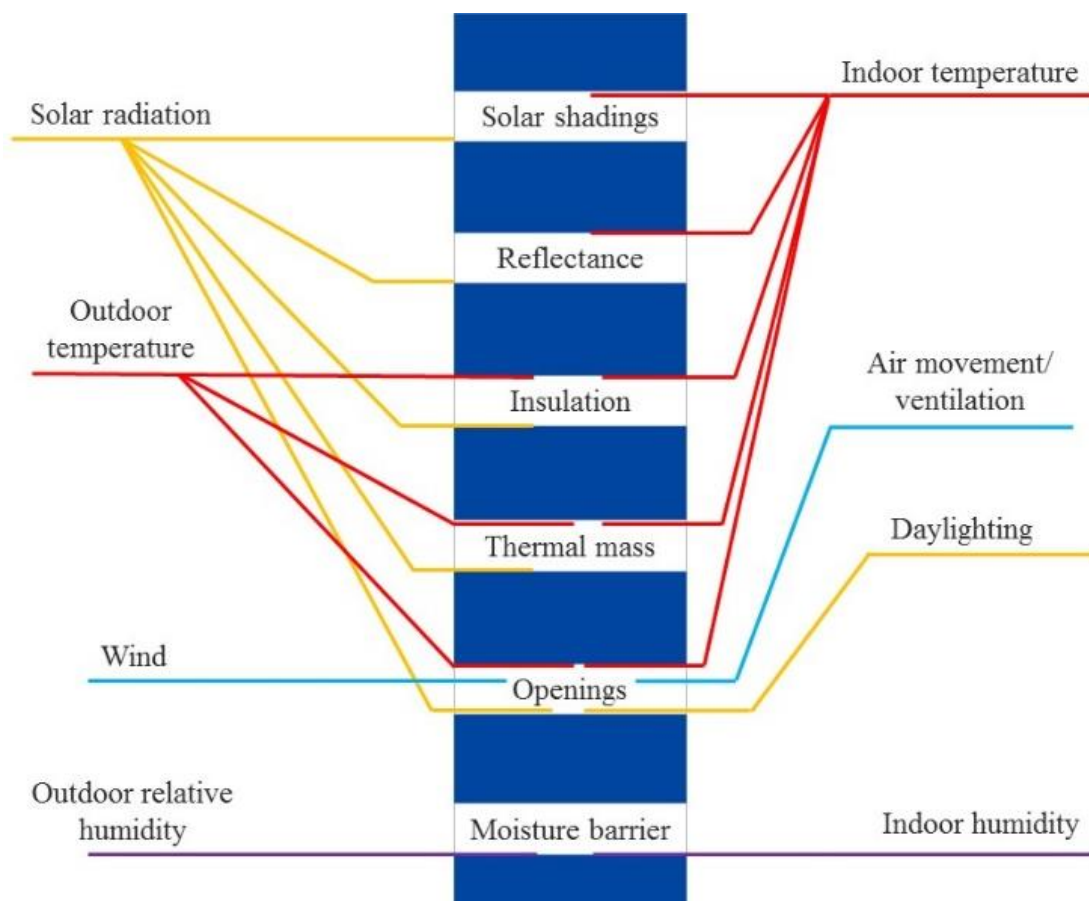 Indoor temperature
Solar radiation
Solar shadings
Reflectance
Outdoor
temperature
Air movement/
ventilation
Insulation
Daylighting
Thermal mass
Wind
Openings
Outdoor relative
humidity
Moisture barrier
Indoor humidity